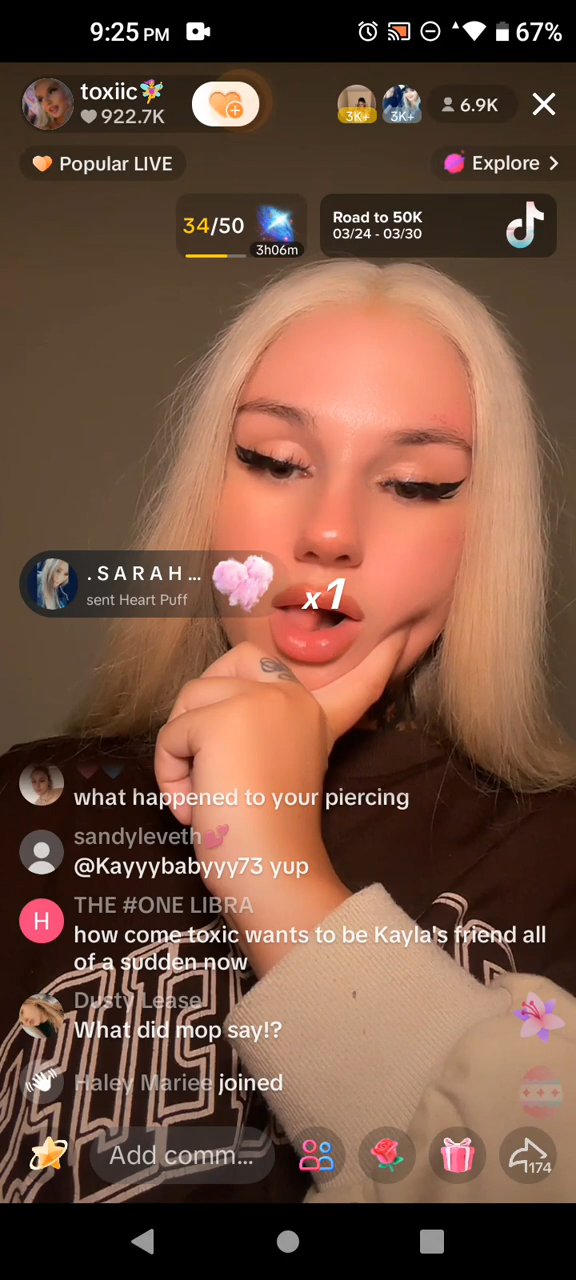 9:25 PM
67%
toxiic🧚
922.7K
3K+
3K+
6.9K
Popular LIVE
Explore >
34/50
3h06m
Road to 50K
03/24 - 03/30
. S A R A H ...
sent Heart Puff
x1
what happened to your piercing
sandyleveth💕
@Kayyybabyyy73 yup
H
THE #ONE LIBRA
how come toxic wants to be Kayla's friend all
of a sudden now
Dusty Lease
What did mop say!?
Haley Mariee joined
Add comm...
174